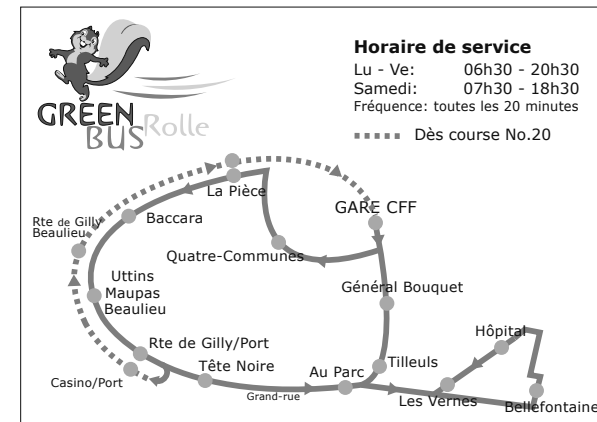 GREEN
BUS Rolle
Horaire de service
Lu - Ve: 06h30 - 20h30
Samedi: 07h30 - 18h30
Fréquence: toutes les 20 minutes
Dès course No.20
La Pièce
GARE CFF
Baccara
Rte de Gilly
Beaulieu
Quatre-Communes
Uttins
Maupas
Beaulieu
Général Bouquet
Rte de Gilly/Port
Hôpital
Tête Noire
Au Parc
Tilleuls
Casino/Port
Grand-rue
Les Vernes
Bellefontaine